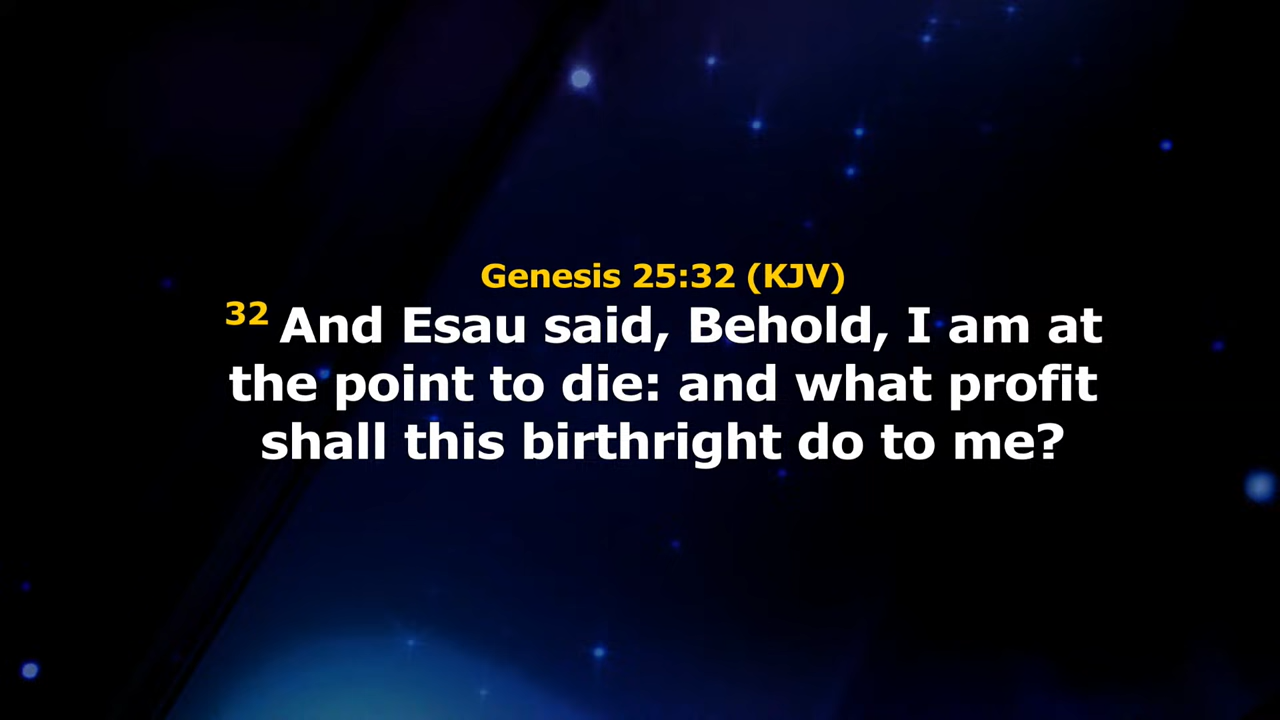 Genesis 25:32 (KJV)
32 And Esau said, Behold, I am at
the point to die: and what profit
shall this birthright do to me?